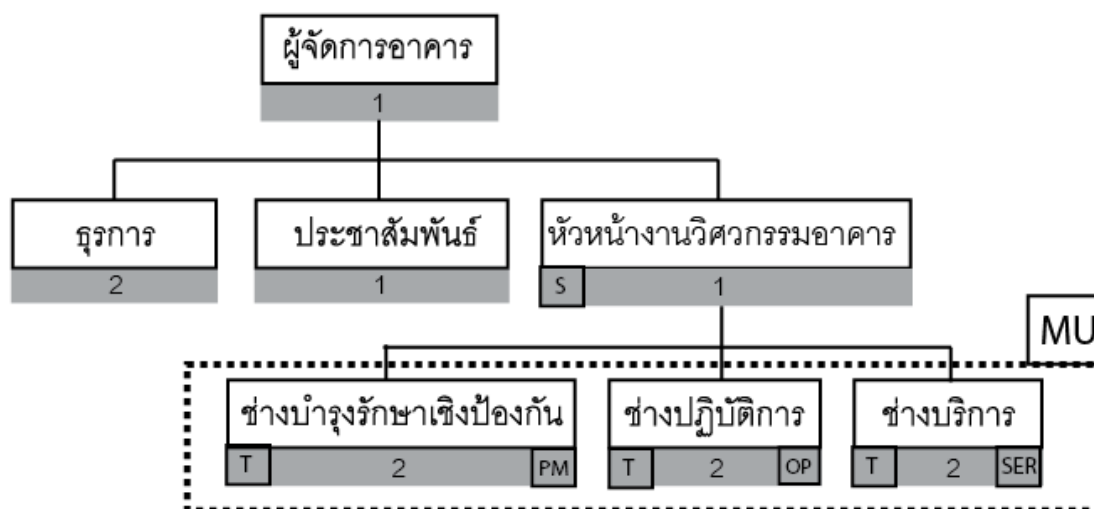 ผู้จัดการอาคาร
1
ธุรการ
2
ประชาสัมพันธ์
1
หัวหน้างานวิศวกรรมอาคาร
S 1
MU
ช่างบำรุงรักษาเชิงป้องกัน
T 2 PM
ช่างปฏิบัติการ
T 2 OP
ช่างบริการ
T 2 SER